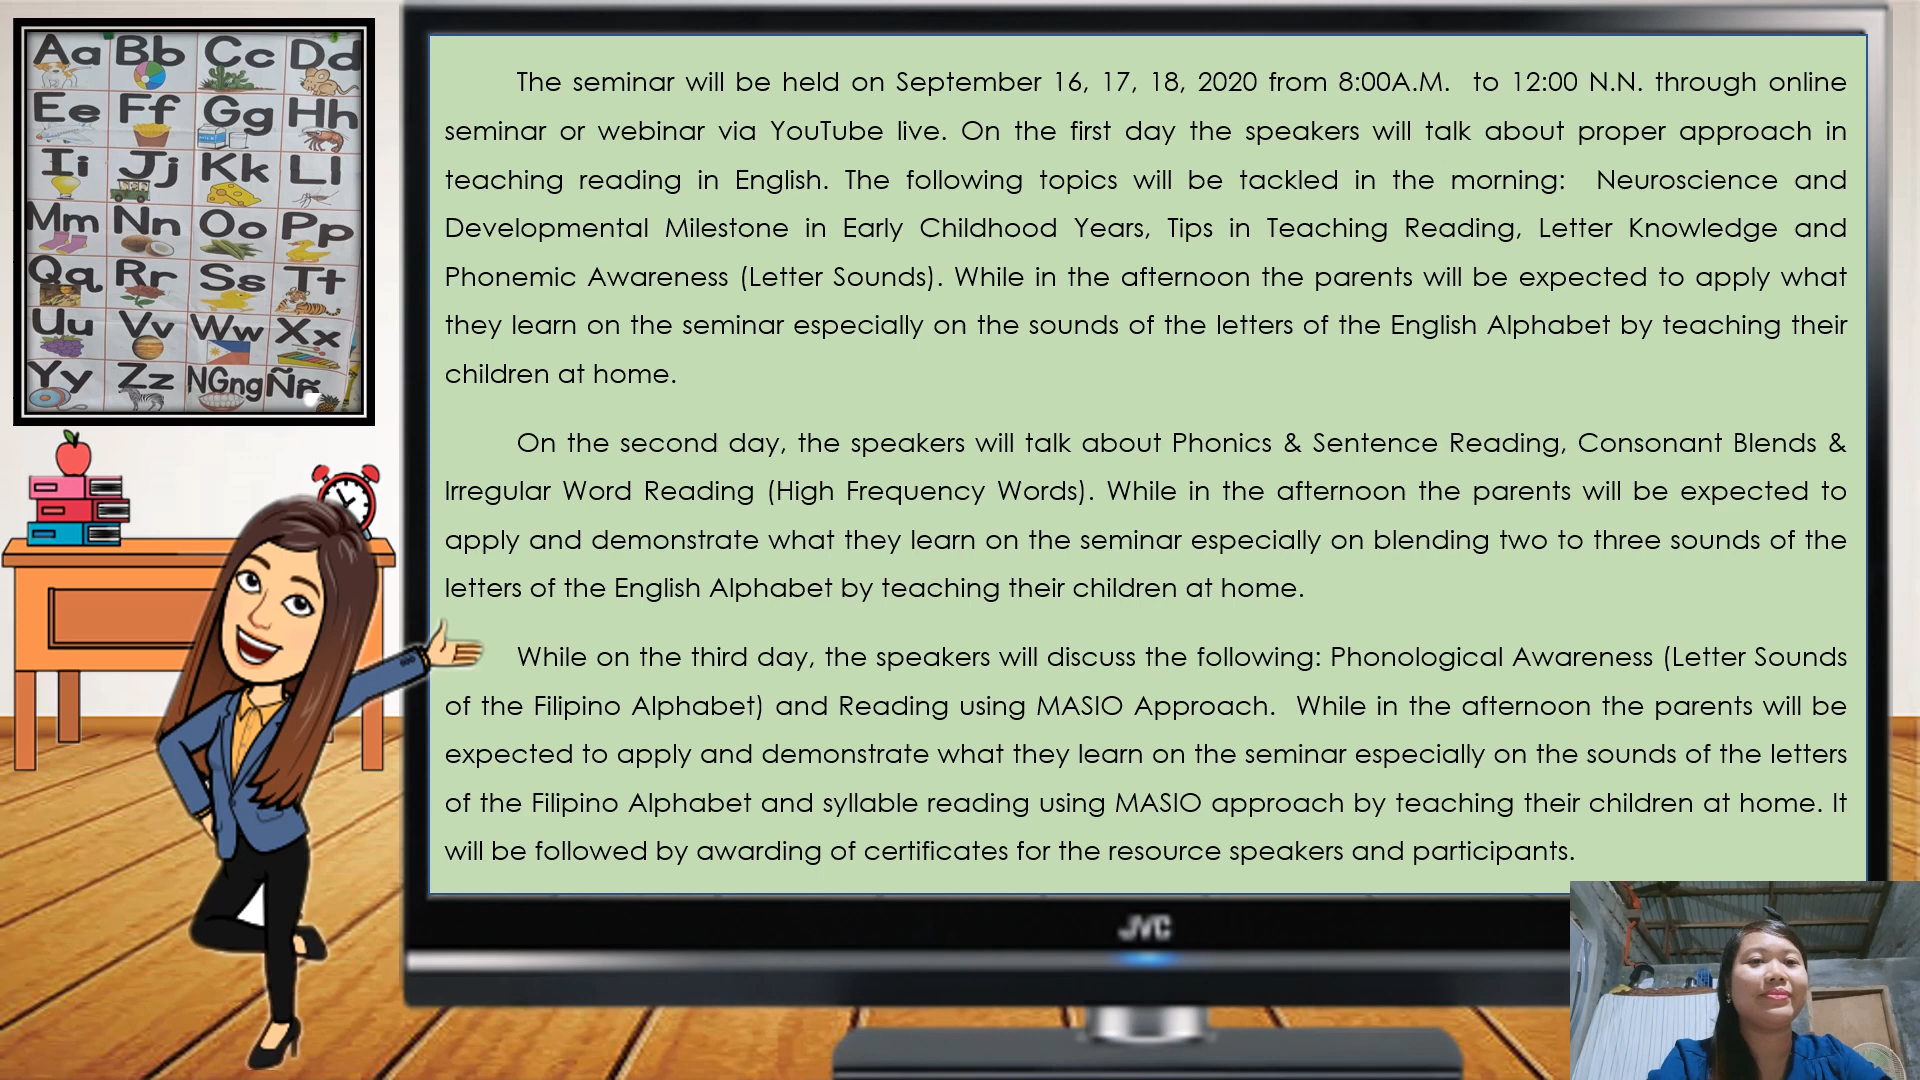 Aa Bb Cc Dd
Ee Ff Gg Hh
Ii Jj Kk Ll
Mm Nn Oo Pp
Qq Rr Ss Tt
Uu Vv Ww Xx
Yy Zz NGng Ññ
The seminar will be held on September 16, 17, 18, 2020 from 8:00A.M. to 12:00 N.N. through online
seminar or webinar via YouTube live. On the first day the speakers will talk about proper approach in
teaching reading in English. The following topics will be tackled in the morning: Neuroscience and
Developmental Milestone in Early Childhood Years, Tips in Teaching Reading, Letter Knowledge and
Phonemic Awareness (Letter Sounds). While in the afternoon the parents will be expected to apply what
they learn on the seminar especially on the sounds of the letters of the English Alphabet by teaching their
children at home.
On the second day, the speakers will talk about Phonics & Sentence Reading, Consonant Blends &
Irregular Word Reading (High Frequency Words). While in the afternoon the parents will be expected to
apply and demonstrate what they learn on the seminar especially on blending two to three sounds of the
letters of the English Alphabet by teaching their children at home.
While on the third day, the speakers will discuss the following: Phonological Awareness (Letter Sounds
of the Filipino Alphabet) and Reading using MASIO Approach. While in the afternoon the parents will be
expected to apply and demonstrate what they learn on the seminar especially on the sounds of the letters
of the Filipino Alphabet and syllable reading using MASIO approach by teaching their children at home. It
will be followed by awarding of certificates for the resource speakers and participants.
JVC